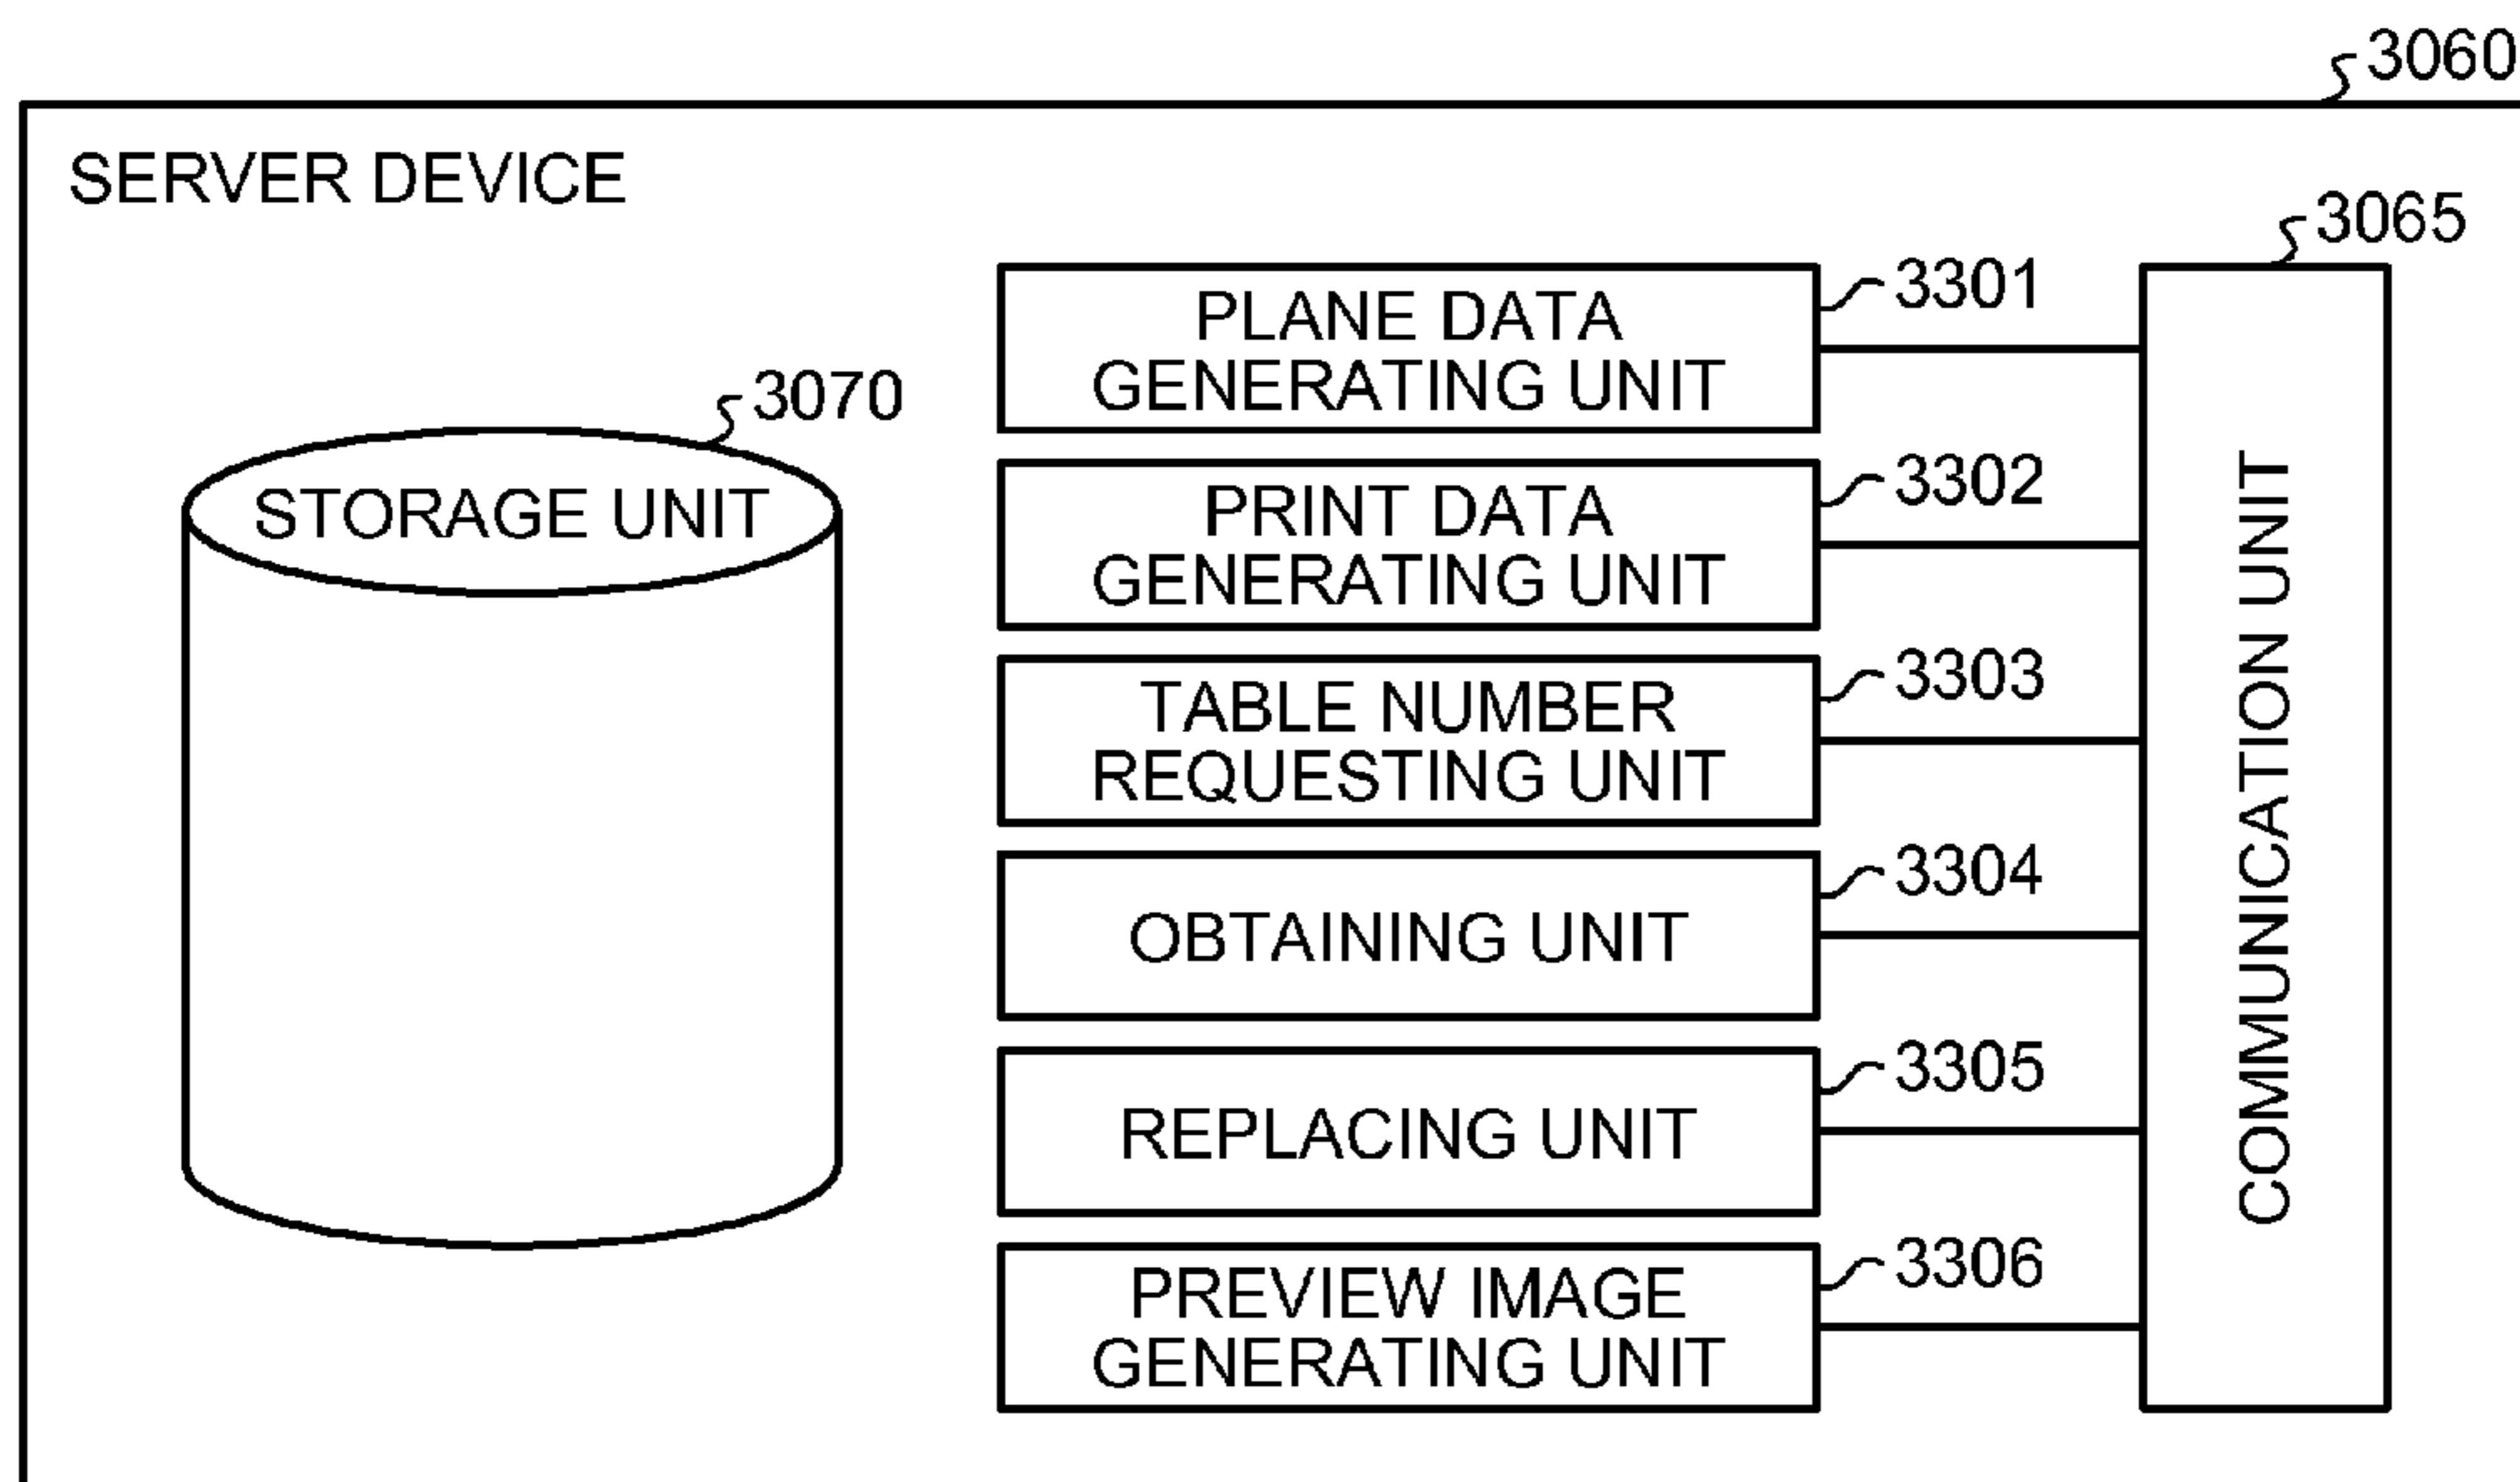 3060
SERVER DEVICE
3065
3301
PLANE DATA
GENERATING UNIT
3070
STORAGE UNIT
3302
PRINT DATA
GENERATING UNIT
3303
TABLE NUMBER
REQUESTING UNIT
3304
OBTAINING UNIT
3305
REPLACING UNIT
3306
PREVIEW IMAGE
GENERATING UNIT
COMMUNICATION UNIT